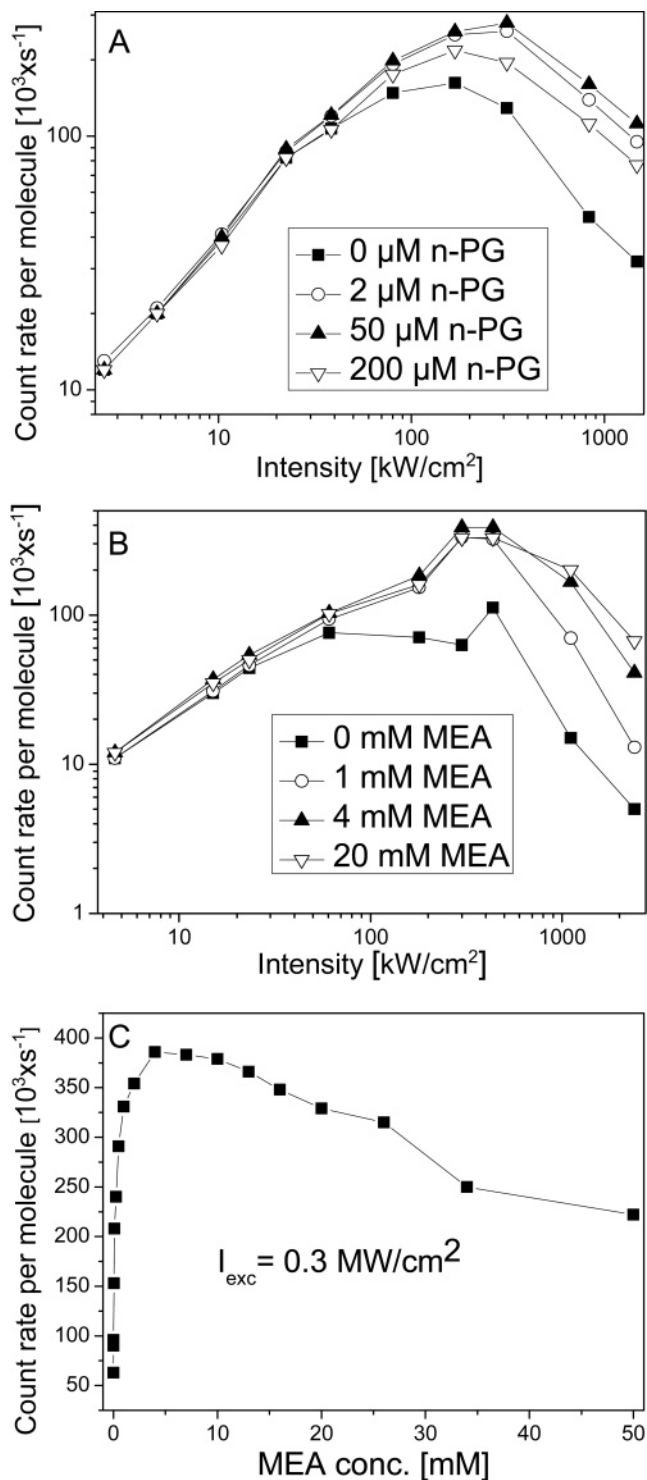 A
Count rate per molecule [10³xs⁻¹]
100
10
0 µM n-PG
2 µM n-PG
50 µM n-PG
200 µM n-PG
10 100 1000
Intensity [kW/cm²]
B
Count rate per molecule [10³xs⁻¹]
100
10
1
0 mM MEA
1 mM MEA
4 mM MEA
20 mM MEA
10 100 1000
Intensity [kW/cm²]
C
Count rate per molecule [10³xs⁻¹]
400
350
300
250
200
150
100
50
I_exc = 0.3 MW/cm²
0 10 20 30 40 50
MEA conc. [mM]